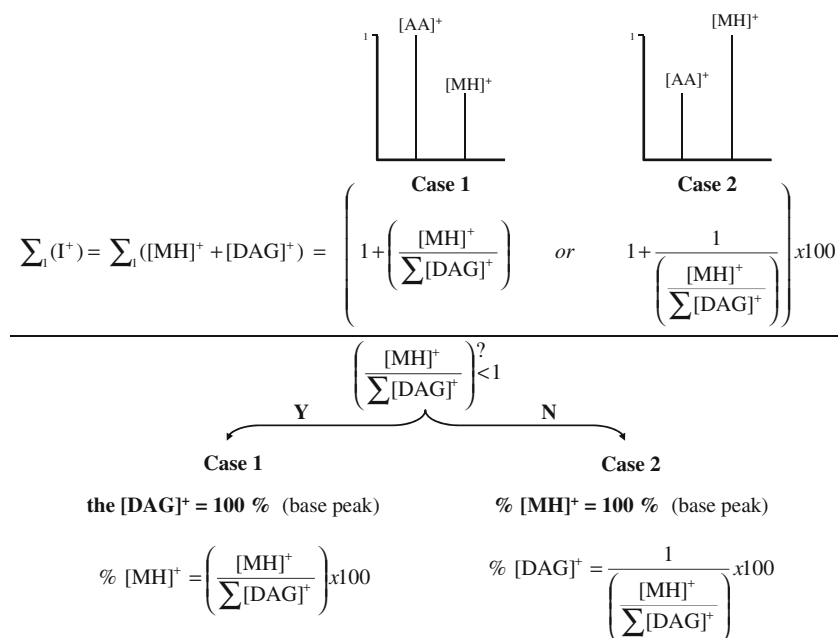 [AA]⁺ [MH]⁺
1 [MH]⁺ 1 [AA]⁺
Case 1 Case 2
∑₁(I⁺) = ∑₁([MH]⁺ + [DAG]⁺) = (1 + ([MH]⁺ / ∑[DAG]⁺) or 1 + 1 / ([MH]⁺ / ∑[DAG]⁺)) x100
([MH]⁺ / ∑[DAG]⁺) ?< 1
Y N
Case 1 Case 2
the [DAG]⁺ = 100 % (base peak) % [MH]⁺ = 100 % (base peak)
% [MH]⁺ = ([MH]⁺ / ∑[DAG]⁺) x100 % [DAG]⁺ = 1 / ([MH]⁺ / ∑[DAG]⁺) x100